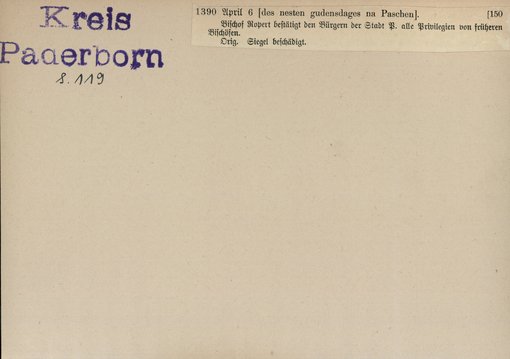 Kreis
Paderborn
S. 119
1390 April 6 [des nesten gudensdages na Paschen]. [150
Bischof Ropert bestätigt den Bürgern der Stadt P. alle Privilegien von früheren
Bischöfen.
Orig. Siegel beschädigt.